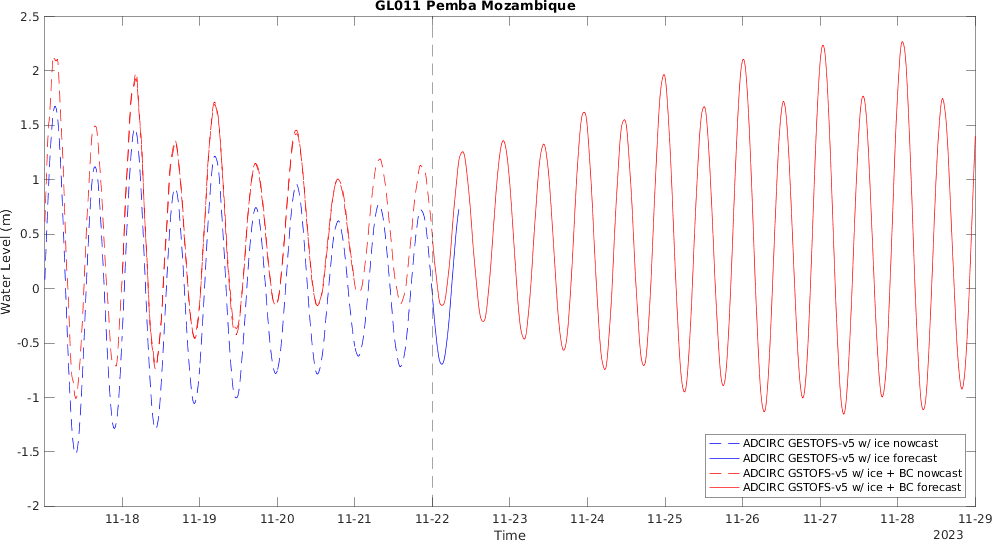 GL011 Pemba Mozambique
2.5
2
1.5
1
0.5
0
-0.5
-1
-1.5
-2
Water Level (m)
ADCIRC GESTOFS-v5 w/ ice nowcast
ADCIRC GESTOFS-v5 w/ ice forecast
ADCIRC GSTOFS-v5 w/ ice + BC nowcast
ADCIRC GSTOFS-v5 w/ ice + BC forecast
11-18 11-19 11-20 11-21 11-22 11-23 11-24 11-25 11-26 11-27 11-28 11-29
Time
2023